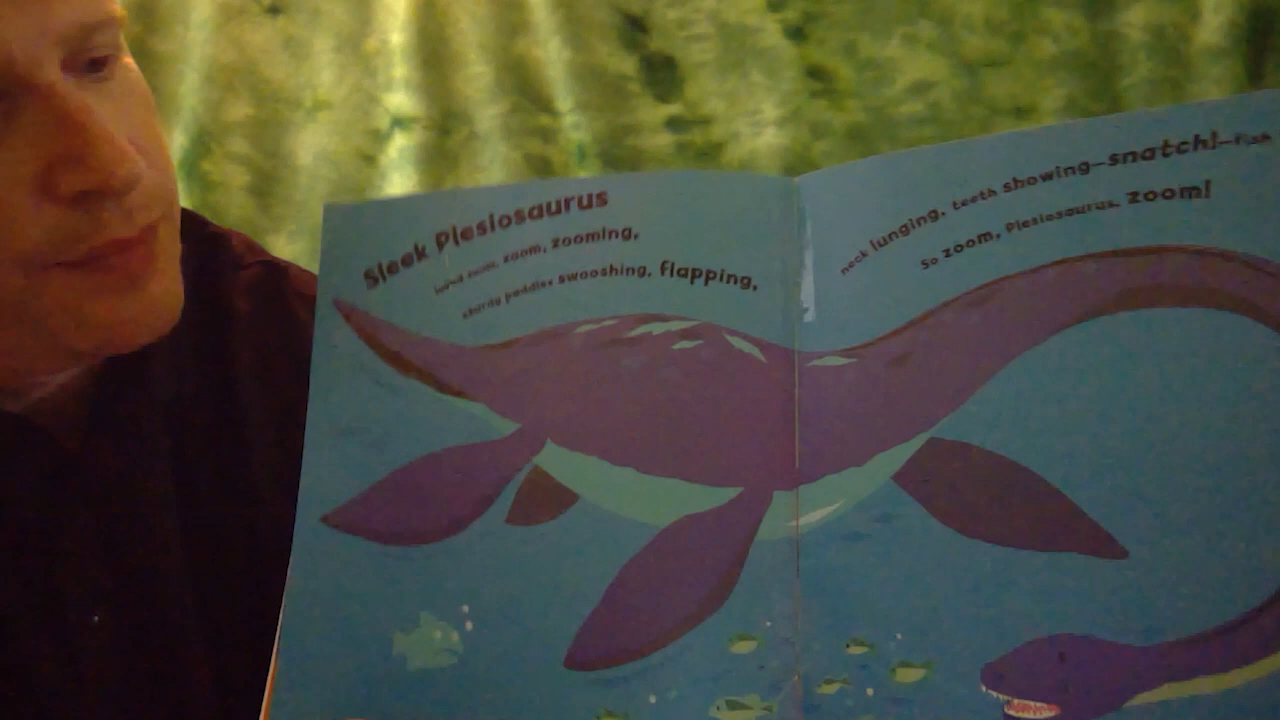 Sleek Plesiosaurus
zoom, zooming,
sturdy paddles swooshing, flapping,
neck lunging, teeth showing—snatch!—fish
So zoom, Plesiosaurus, zoom!